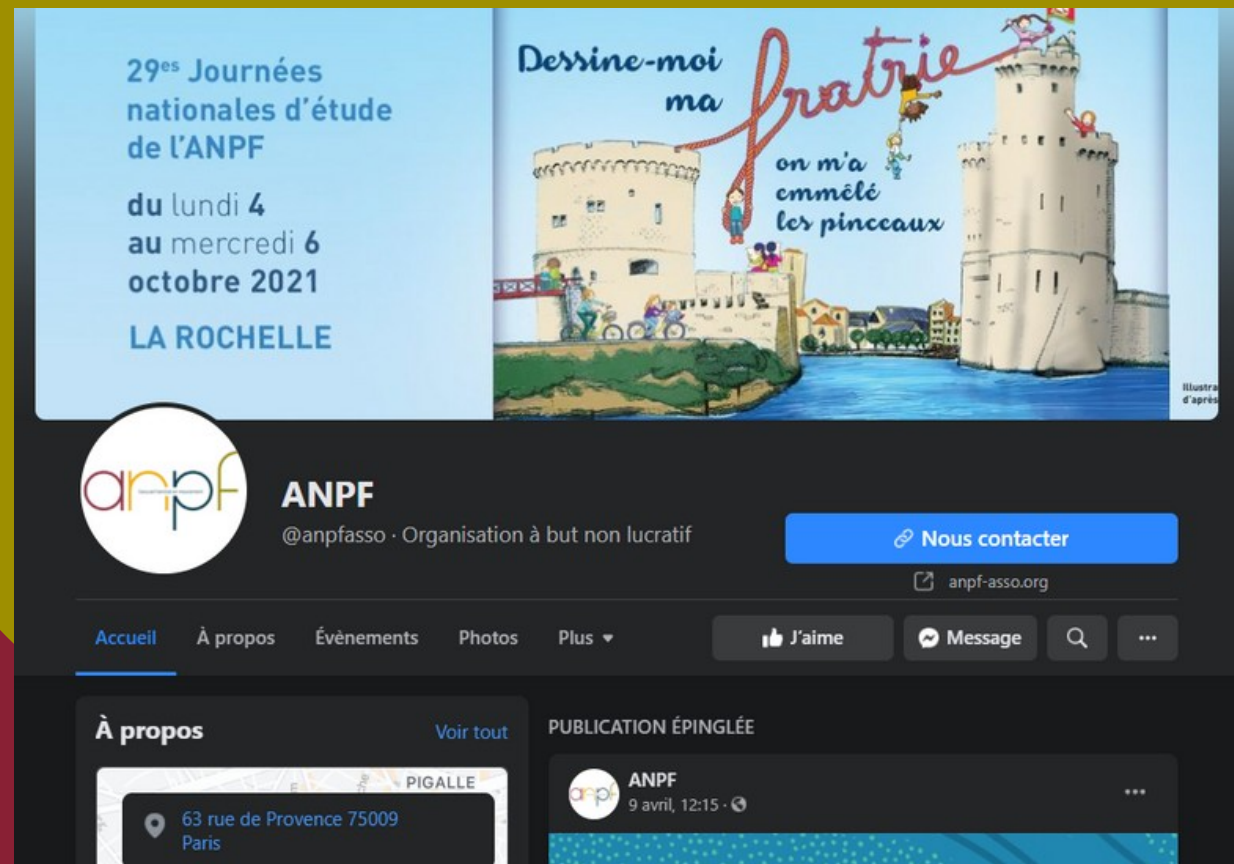 29es Journées
nationales d'étude
de l'ANPF
du lundi 4
au mercredi 6
octobre 2021
LA ROCHELLE
Dessine-moi
ma fratrie
on m'a
emmêlé
les pinceaux
Illustra
d'après
anpf
ANPF
@anpfasso · Organisation à but non lucratif
Nous contacter
anpf-asso.org
Accueil
À propos
Évènements
Photos
Plus
J'aime
Message
À propos
Voir tout
PIGALLE
63 rue de Provence 75009
Paris
PUBLICATION ÉPINGLÉE
anpf
ANPF
9 avril, 12:15 ·